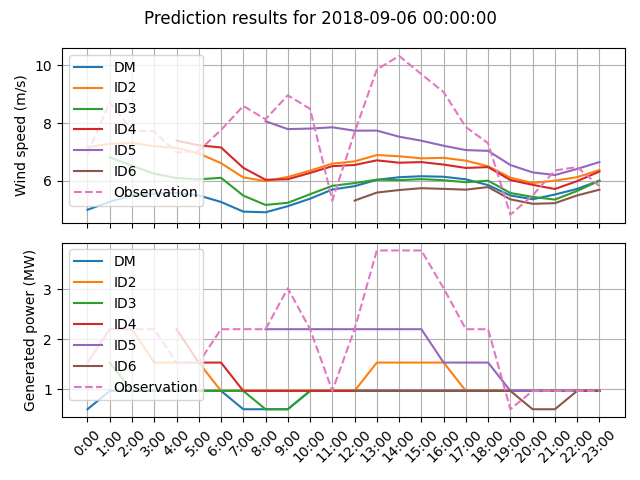 Prediction results for 2018-09-06 00:00:00
Wind speed (m/s)
10
8
6
DM
ID2
ID3
ID4
ID5
ID6
Observation
Generated power (MW)
3
2
1
DM
ID2
ID3
ID4
ID5
ID6
Observation
0:00 1:00 2:00 3:00 4:00 5:00 6:00 7:00 8:00 9:00 10:00 11:00 12:00 13:00 14:00 15:00 16:00 17:00 18:00 19:00 20:00 21:00 22:00 23:00